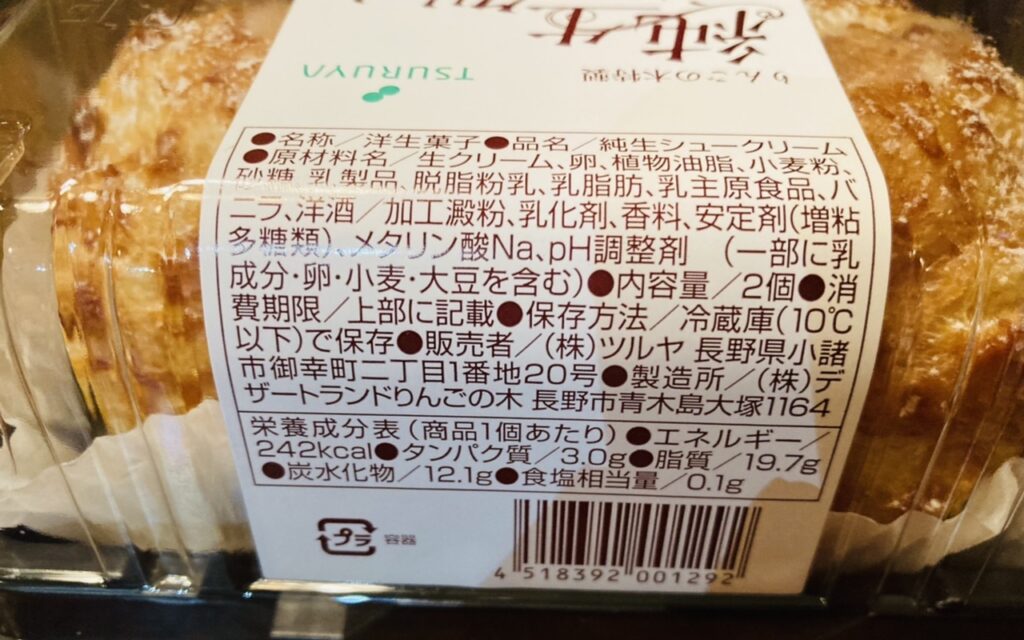 純生
りんごの木特製
TSURUYA
●名称／洋生菓子●品名／純生シュークリーム
●原材料名／生クリーム、卵、植物油脂、小麦粉、
砂糖、乳製品、脱脂粉乳、乳脂肪、乳主原食品、バ
ニラ、洋酒／加工澱粉、乳化剤、香料、安定剤(増粘
多糖類)、メタリン酸Na、pH調整剤　(一部に乳
成分・卵・小麦・大豆を含む)●内容量／2個●消
費期限／上部に記載●保存方法／冷蔵庫(10℃
以下)で保存●販売者／(株)ツルヤ 長野県小諸
市御幸町二丁目1番地20号●製造所／(株)デ
ザートランドりんごの木 長野市青木島大塚1164
栄養成分表(商品1個あたり)●エネルギー／
242kcal●タンパク質／3.0g●脂質／19.7g
●炭水化物／12.1g●食塩相当量／0.1g
プラ 容器
4 518392 001292